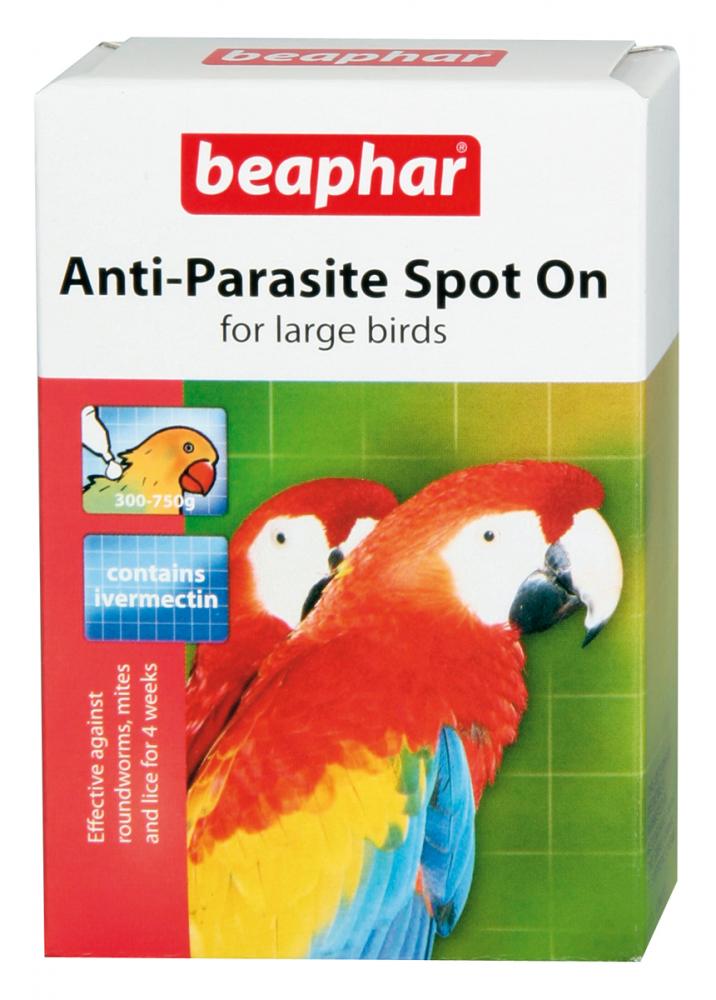 beaphar
beaphar®
Anti-Parasite Spot On
for large birds
300-750g
contains
ivermectin
Effective against
roundworms, mites
and lice for 4 weeks